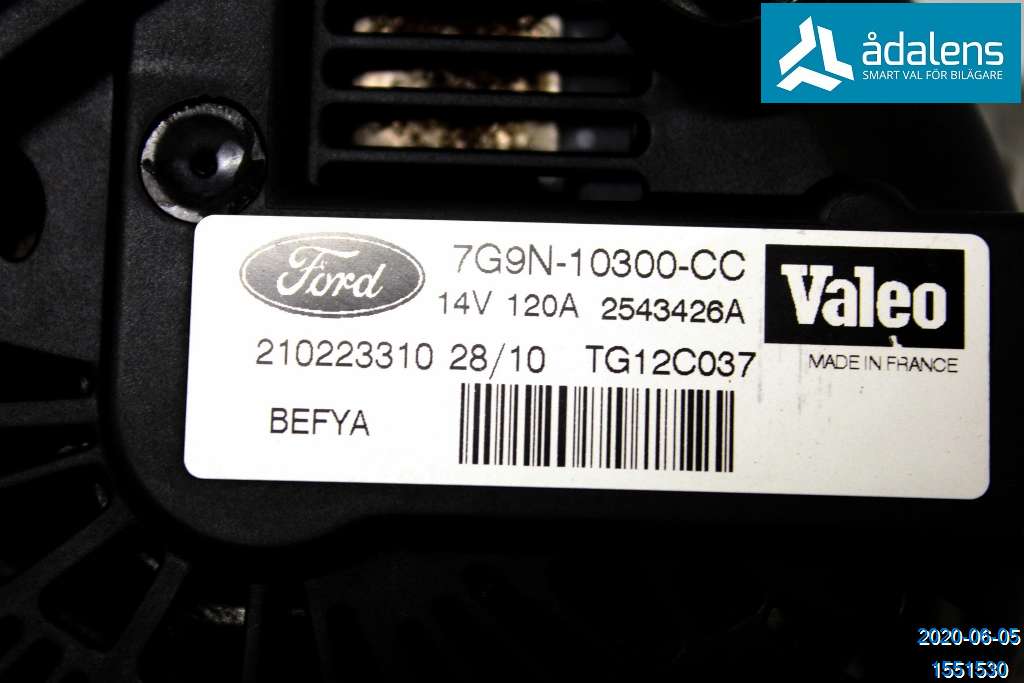 ådalens
SMART VAL FÖR BILÄGARE
Ford
7G9N-10300-CC
Valeo
14V 120A 2543426A
210223310 28/10 TG12C037
MADE IN FRANCE
BEFYA
2020-06-05
1551530